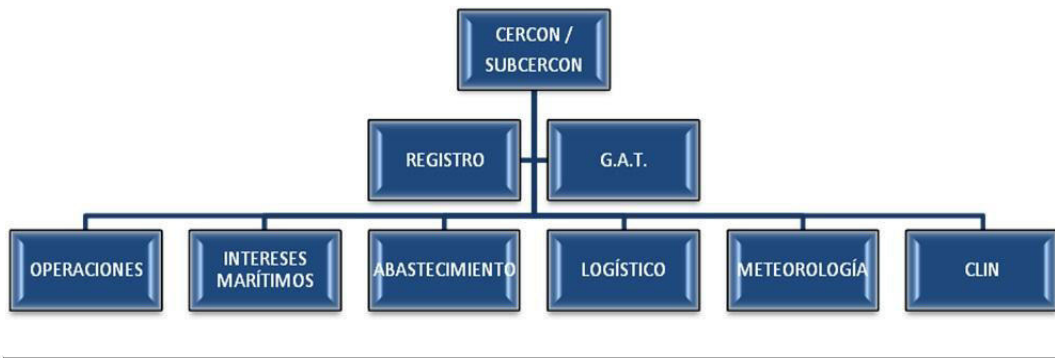 CERCON /
SUBCERCON
REGISTRO
G.A.T.
OPERACIONES
INTERESES
MARÍTIMOS
ABASTECIMIENTO
LOGÍSTICO
METEOROLOGÍA
CLIN